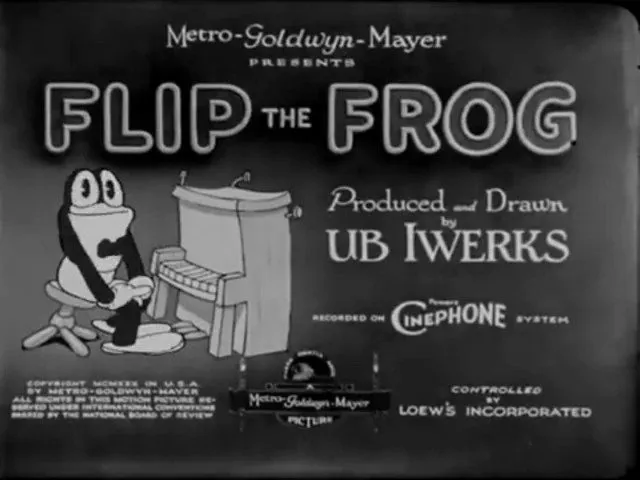 Metro-Goldwyn-Mayer
PRESENTS
FLIP THE FROG
Produced and Drawn
by
UB IWERKS
RECORDED ON Powers CINEPHONE SYSTEM
COPYRIGHT MCMXXX IN U.S.A.
BY METRO-GOLDWYN-MAYER
ALL RIGHTS IN THIS MOTION PICTURE RE-
SERVED UNDER INTERNATIONAL CONVENTIONS
PASSED BY THE NATIONAL BOARD OF REVIEW
A
Metro-Goldwyn-Mayer
PICTURE
CONTROLLED
BY
LOEW'S INCORPORATED